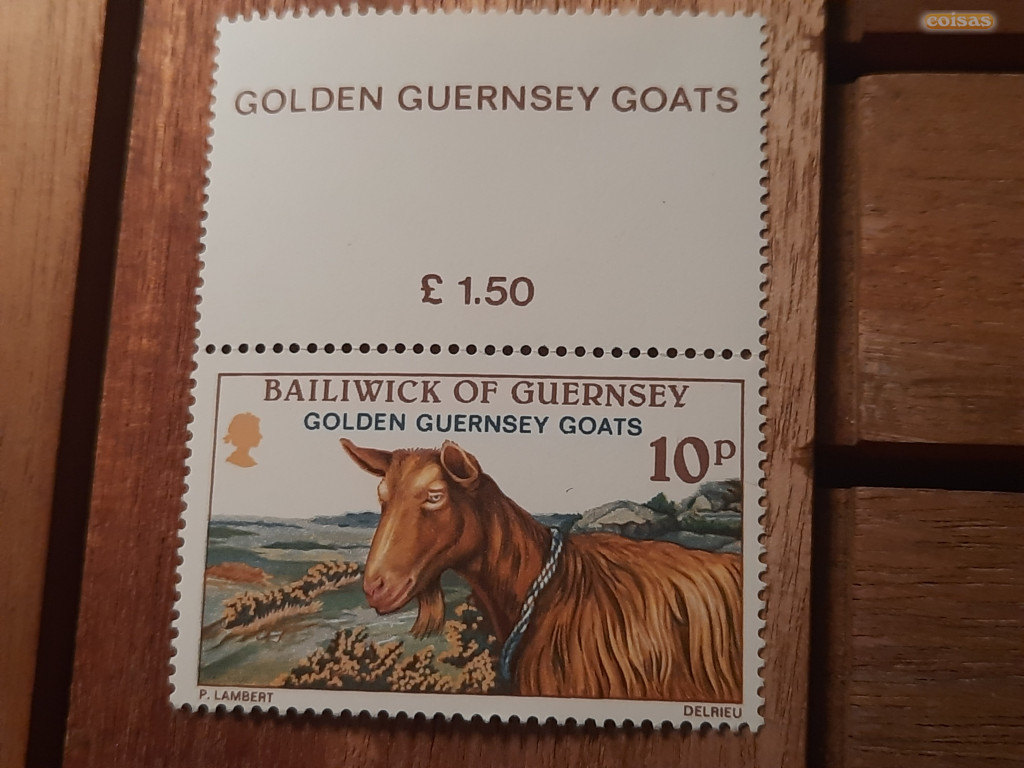 coisas
GOLDEN GUERNSEY GOATS
£ 1.50
BAILIWICK OF GUERNSEY
GOLDEN GUERNSEY GOATS
10P
P. LAMBERT
DELRIEU